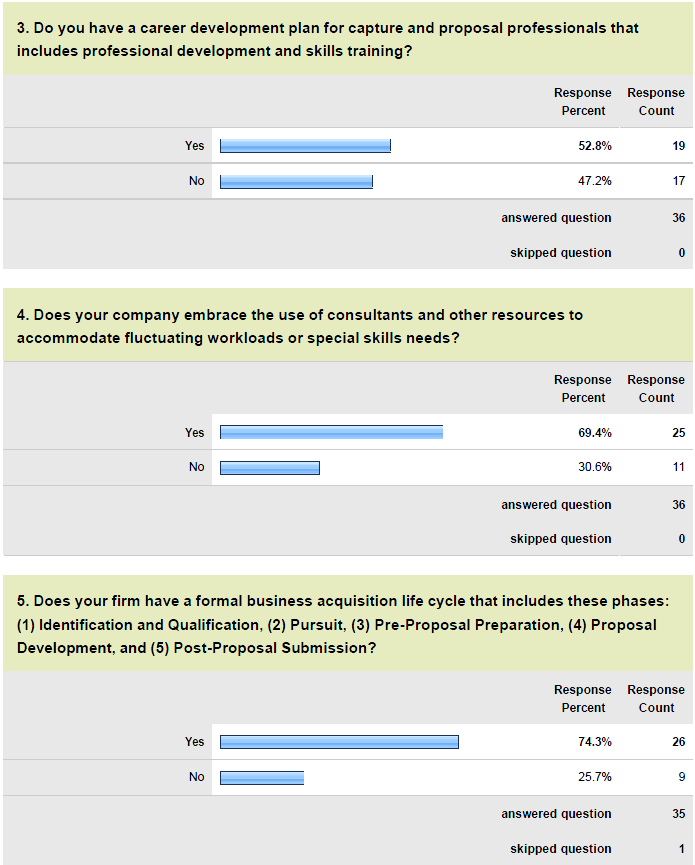 3. Do you have a career development plan for capture and proposal professionals that
includes professional development and skills training?
Response Response
Percent Count
Yes 52.8% 19
No 47.2% 17
answered question 36
skipped question 0
4. Does your company embrace the use of consultants and other resources to
accommodate fluctuating workloads or special skills needs?
Response Response
Percent Count
Yes 69.4% 25
No 30.6% 11
answered question 36
skipped question 0
5. Does your firm have a formal business acquisition life cycle that includes these phases:
(1) Identification and Qualification, (2) Pursuit, (3) Pre-Proposal Preparation, (4) Proposal
Development, and (5) Post-Proposal Submission?
Response Response
Percent Count
Yes 74.3% 26
No 25.7% 9
answered question 35
skipped question 1